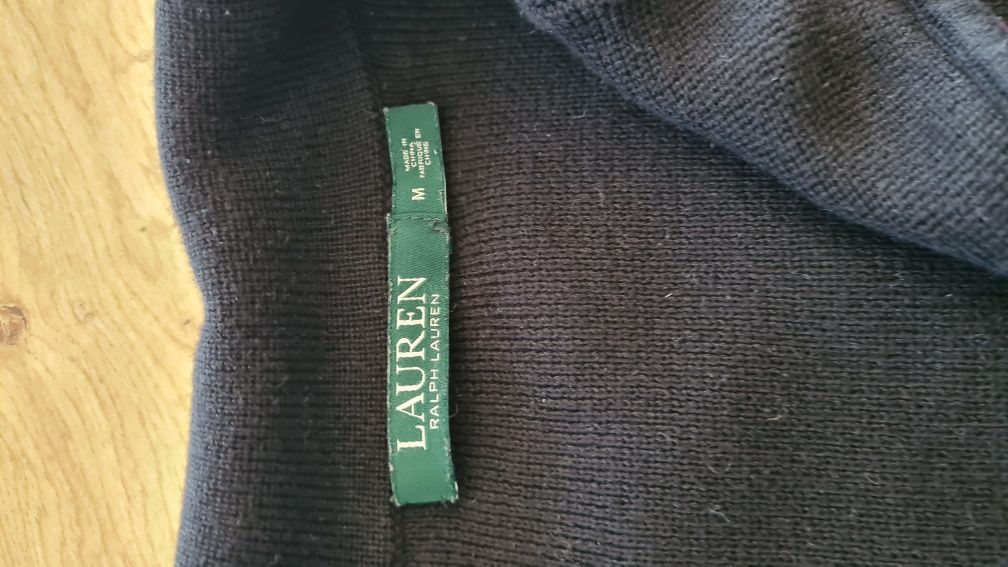 LAUREN
RALPH LAUREN
M
MADE IN
CHINA
FABRIQUÉ EN
CHINE